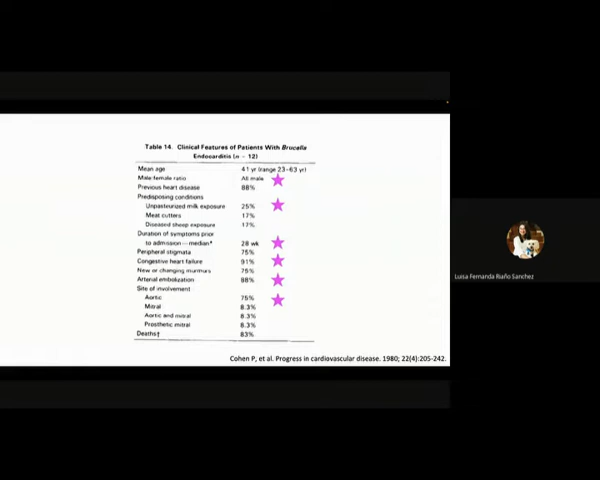 Table 14. Clinical Features of Patients With Brucella
Endocarditis (n - 12)
Mean age 41 yr (range 23-63 yr)
Male female ratio All male
Previous heart disease 88%
Predisposing conditions
Unpasteurized milk exposure 25%
Meat cutters 17%
Diseased sheep exposure 17%
Duration of symptoms prior
to admission—median* 28 wk
Peripheral stigmata 75%
Congestive heart failure 91%
New or changing murmurs 75%
Arterial embolization 88%
Site of involvement
Aortic 75%
Mitral 8.3%
Aortic and mitral 8.3%
Prosthetic mitral 8.3%
Deaths† 83%
Cohen P, et al. Progress in cardiovascular disease. 1980; 22(4):205-242.
Luisa Fernanda Riaño Sanchez